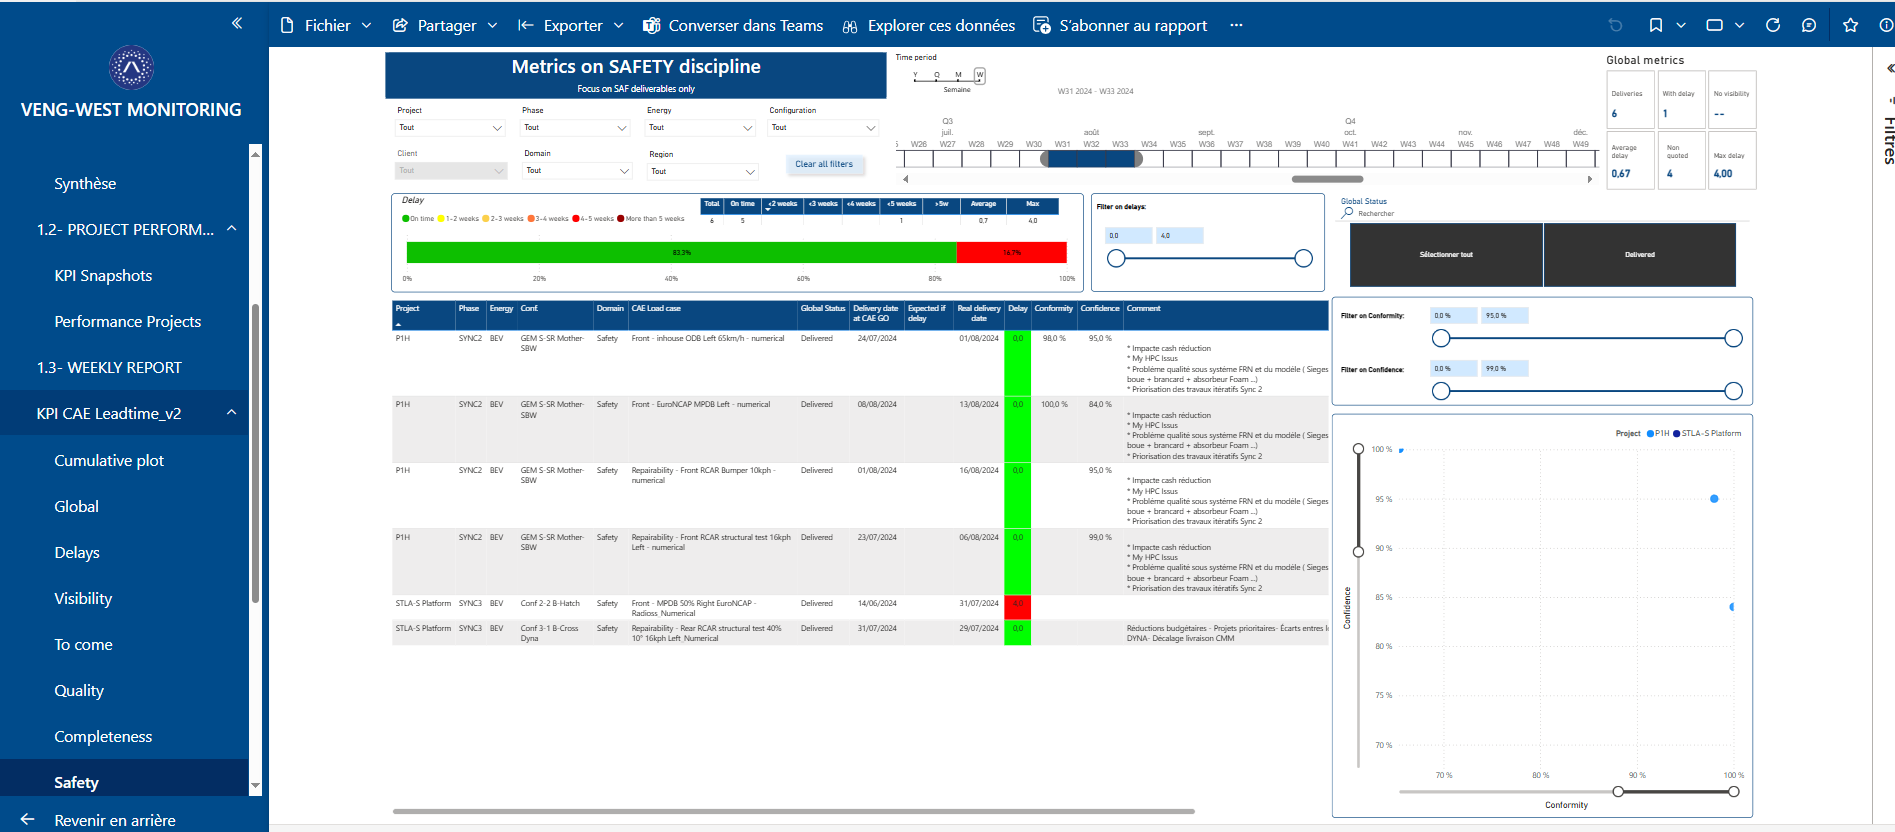 Fichier
Partager
Exporter
Converser dans Teams
Explorer ces données
S'abonner au rapport
VENG-WEST MONITORING
Synthèse
1.2- PROJECT PERFORM...
KPI Snapshots
Performance Projects
1.3- WEEKLY REPORT
KPI CAE Leadtime_v2
Cumulative plot
Global
Delays
Visibility
To come
Quality
Completeness
Safety
Revenir en arrière
Metrics on SAFETY discipline
Focus on SAF deliverables only
Project
Phase
Energy
Configuration
Tout
Tout
Tout
Tout
Client
Domain
Region
Tout
Tout
Tout
Clear all filters
Time period
Y Q M W
Semaine
W31 2024 - W33 2024
Q3 Q4
juil. août sept. oct. nov. déc.
W26 W27 W28 W29 W30 W31 W32 W33 W34 W35 W36 W37 W38 W39 W40 W41 W42 W43 W44 W45 W46 W47 W48 W49
Global metrics
Deliveries
6
With delay
1
No visibility
--
Average delay
0,67
Non quoted
4
Max delay
4,00
Filtres
Delay
On time 1-2 weeks 2-3 weeks 3-4 weeks 4-5 weeks More than 5 weeks
Total On time <2 weeks <3 weeks <4 weeks <5 weeks >5w Average Max
6 5 1 0,7 4,0
83,3% 16,7%
0% 20% 40% 60% 80% 100%
Filter on delays:
0,0 4,0
Global Status
Rechercher
Sélectionner tout
Delivered
Project Phase Energy Conf. Domain CAE Load case Global Status Delivery date at CAE GO Expected if delay Real delivery date Delay Conformity Confidence Comment
P1H SYNC2 BEV GEM S-SR Mother-SBW Safety Front - inhouse ODB Left 65km/h - numerical Delivered 24/07/2024 01/08/2024 0,0 98,0 % 95,0 %
* Impacte cash réduction
* My HPC Issus
* Problème qualité sous système FRN et du modèle ( Sieges
boue + brancard + absorbeur Foam ...)
* Priorisation des travaux itératifs Sync 2
P1H SYNC2 BEV GEM S-SR Mother-SBW Safety Front - EuroNCAP MPDB Left - numerical Delivered 08/08/2024 13/08/2024 0,0 100,0 % 84,0 %
* Impacte cash réduction
* My HPC Issus
* Problème qualité sous système FRN et du modèle ( Sieges
boue + brancard + absorbeur Foam ...)
* Priorisation des travaux itératifs Sync 2
P1H SYNC2 BEV GEM S-SR Mother-SBW Safety Repairability - Front RCAR Bumper 10kph - numerical Delivered 01/08/2024 16/08/2024 0,0 95,0 %
* Impacte cash réduction
* My HPC Issus
* Problème qualité sous système FRN et du modèle ( Sieges
boue + brancard + absorbeur Foam ...)
* Priorisation des travaux itératifs Sync 2
P1H SYNC2 BEV GEM S-SR Mother-SBW Safety Repairability - Front RCAR structural test 16kph Left - numerical Delivered 23/07/2024 06/08/2024 0,0 99,0 %
* Impacte cash réduction
* My HPC Issus
* Problème qualité sous système FRN et du modèle ( Sieges
boue + brancard + absorbeur Foam ...)
* Priorisation des travaux itératifs Sync 2
STLA-S Platform SYNC3 BEV Conf 2-2 B-Hatch Safety Front - MPDB 50% Right EuroNCAP - Radioss_Numerical Delivered 14/06/2024 31/07/2024 4,0
STLA-S Platform SYNC3 BEV Conf 3-1 B-Cross Dyna Safety Repairability - Rear RCAR structural test 40% 10° 16kph Left_Numerical Delivered 31/07/2024 29/07/2024 0,0
Réductions budgétaires - Projets prioritaires- Écarts entres l
DYNA- Décalage livraison CMM
Filter on Conformity:
0,0 % 95,0 %
Filter on Confidence:
0,0 % 99,0 %
Project P1H STLA-S Platform
100 %
95 %
90 %
85 %
80 %
75 %
70 %
Confidence
70 % 80 % 90 % 100 %
Conformity